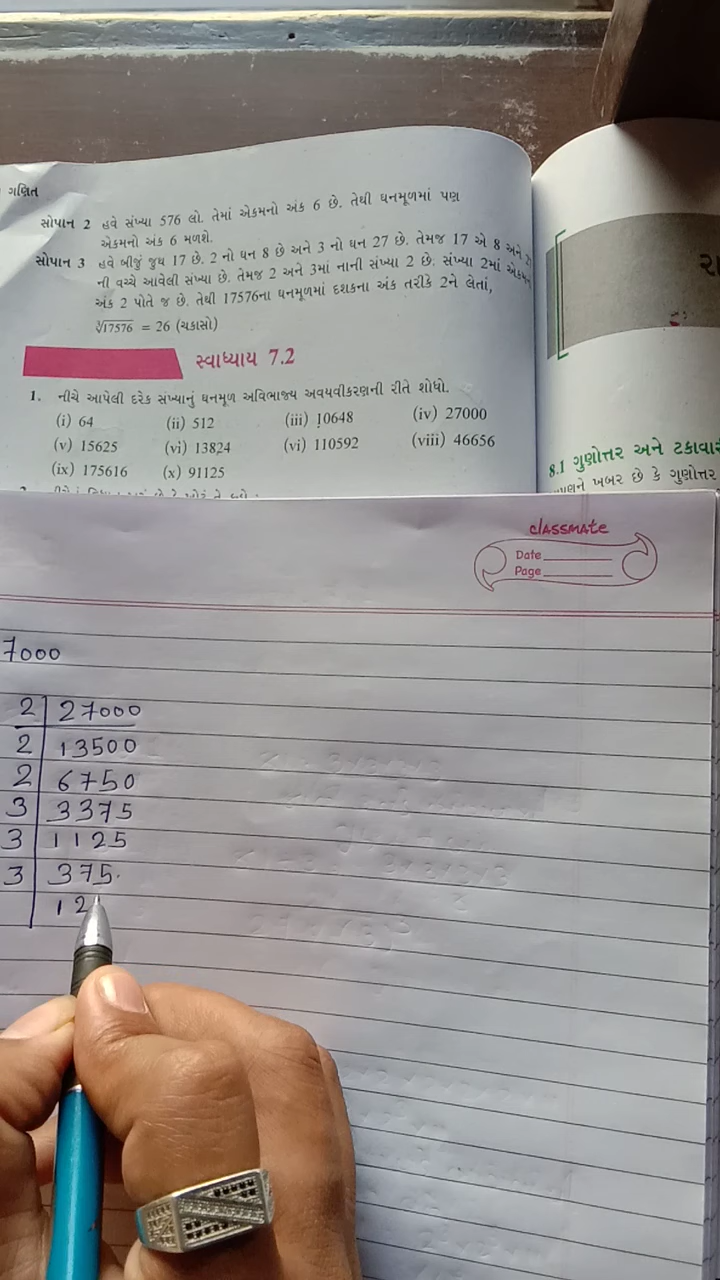 ગણિત
સોપાન 2 હવે સંખ્યા 576 લો. તેમાં એકમનો અંક 6 છે. તેથી ઘનમૂળમાં પણ
એકમનો અંક 6 મળશે.
સોપાન 3 હવે બીજું જૂથ 17 છે. 2 નો ઘન 8 છે અને 3 નો ઘન 27 છે. તેમજ 17 એ 8 અને
ની વચ્ચે આવેલી સંખ્યા છે. તેમજ 2 અને 3માં નાની સંખ્યા 2 છે. સંખ્યા 2માં
અંક 2 પોતે જ છે. તેથી 17576ના ઘનમૂળમાં દશકના અંક તરીકે 2ને લેતાં,
∛17576 = 26 (ચકાસો)
સ્વાધ્યાય 7.2
1. નીચે આપેલી દરેક સંખ્યાનું ઘનમૂળ અવિભાજ્ય અવયવીકરણની રીતે શોધો.
(i) 64 (ii) 512 (iii) 10648 (iv) 27000
(v) 15625 (vi) 13824 (vi) 110592 (viii) 46656
(ix) 175616 (x) 91125
8.1 ગુણોત્તર અને ટકાવાર
ખબર છે કે ગુણોત્તર
classmate
Date
Page
7000
2 27000
2 13500
2 6750
3 3375
3 1125
3 375
12